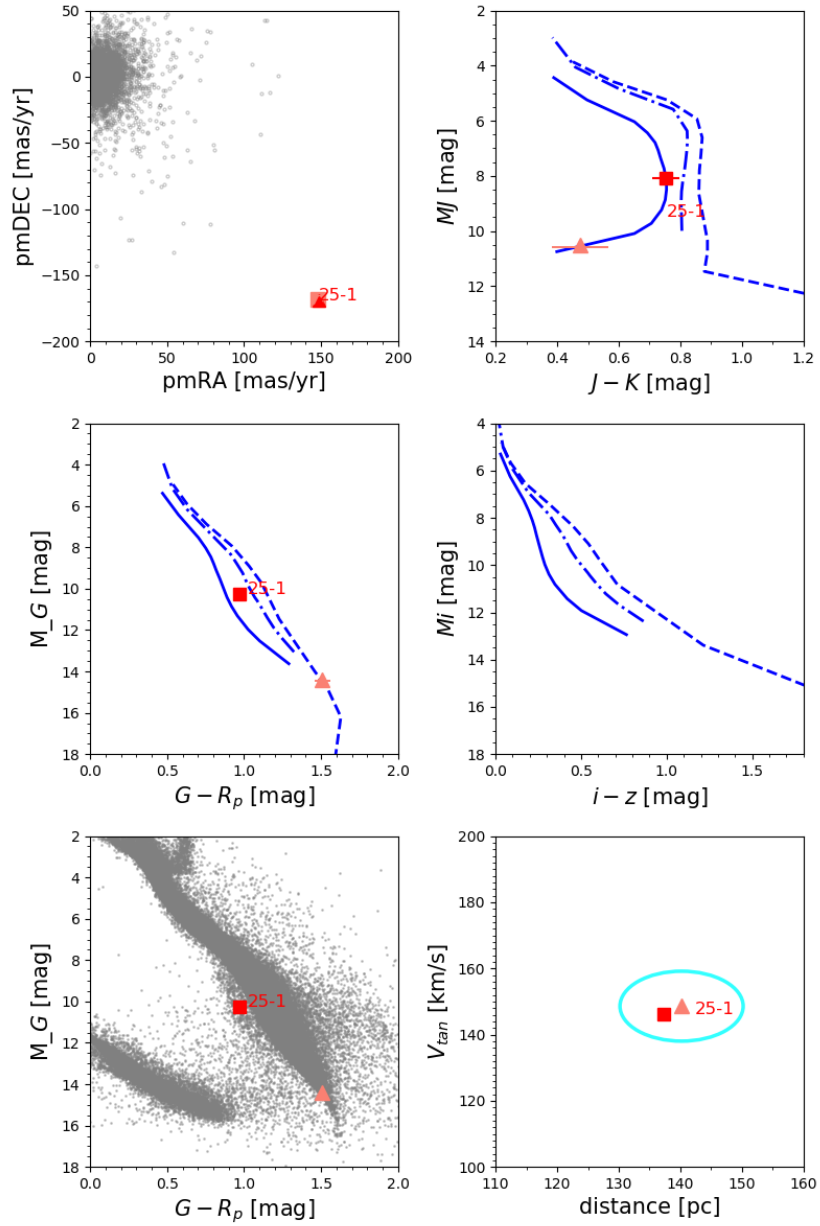 50
0
−50
−100
−150
−200
pmDEC [mas/yr]
0 50 100 150 200
pmRA [mas/yr]
25-1
2
4
6
8
10
12
14
MJ [mag]
0.2 0.4 0.6 0.8 1.0 1.2
J − K [mag]
25-1
2
4
6
8
10
12
14
16
18
M_G [mag]
0.0 0.5 1.0 1.5 2.0
G − Rp [mag]
25-1
4
6
8
10
12
14
16
18
Mi [mag]
0.0 0.5 1.0 1.5
i − z [mag]
2
4
6
8
10
12
14
16
18
M_G [mag]
0.0 0.5 1.0 1.5 2.0
G − Rp [mag]
25-1
200
180
160
140
120
100
Vtan [km/s]
110 120 130 140 150 160
distance [pc]
25-1